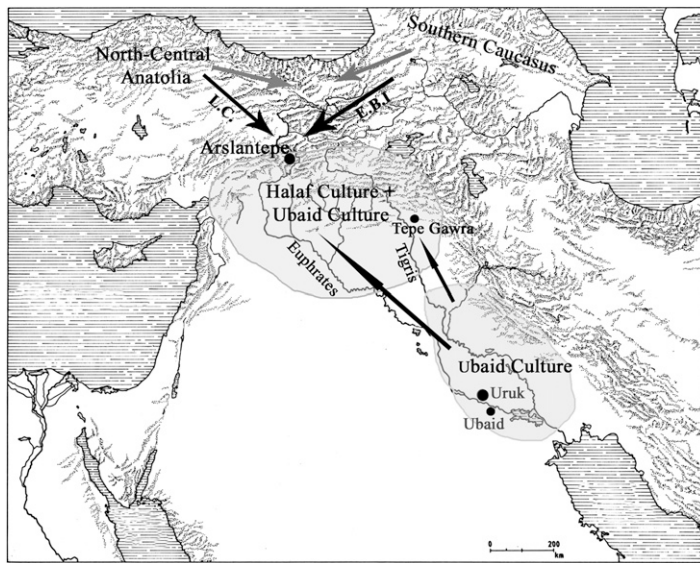 Southern Caucasus
North-Central
Anatolia
L.C.
E.B.I
Arslantepe
Halaf Culture +
Ubaid Culture
Tepe Gawra
Euphrates
Tigris
Ubaid Culture
Uruk
Ubaid
0
200
km